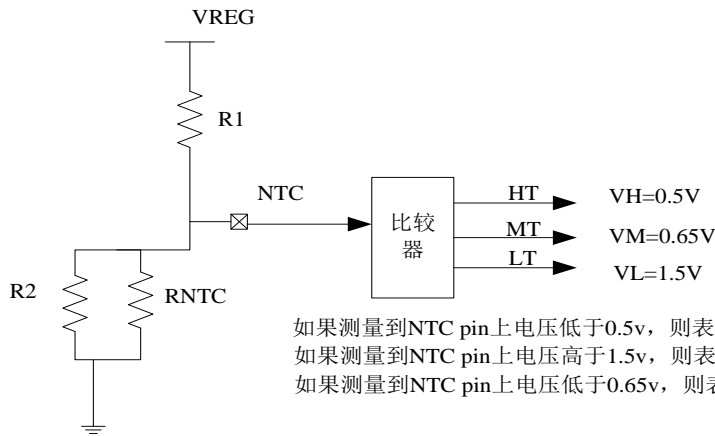 VREG
R1
NTC
HT
VH=0.5V
比较
器
MT
VM=0.65V
LT
VL=1.5V
R2
RNTC
如果测量到NTC pin上电压低于0.5v，则表
如果测量到NTC pin上电压高于1.5v，则表
如果测量到NTC pin上电压低于0.65v，则表